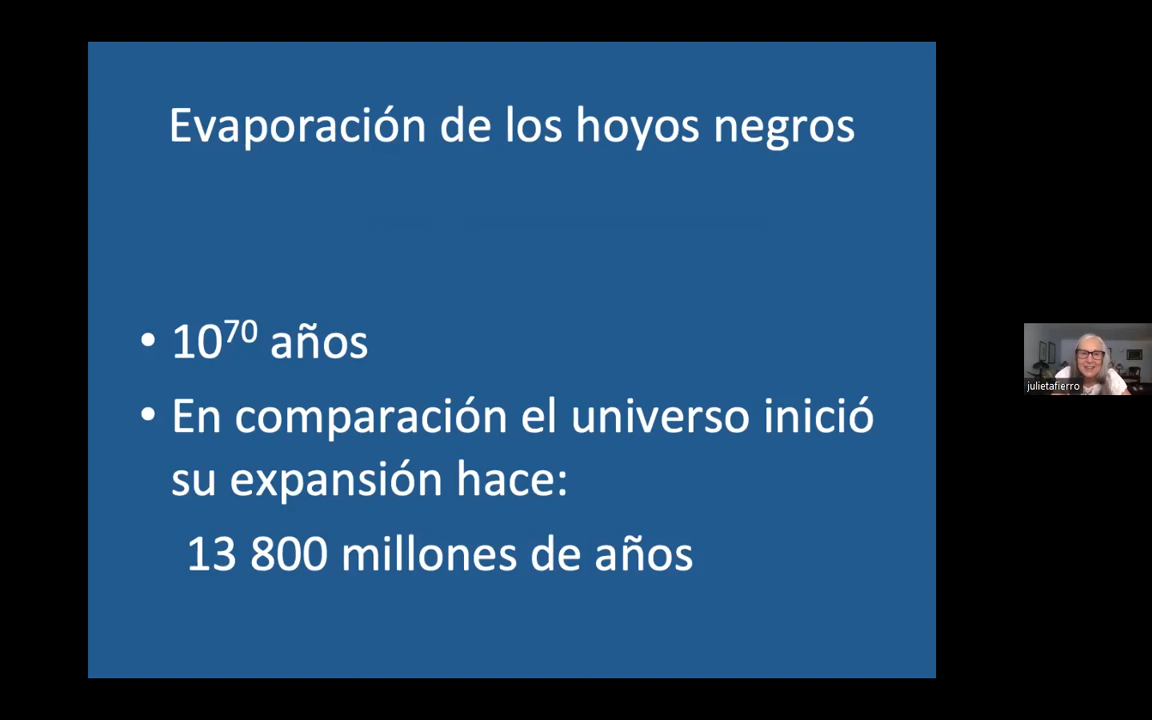 Evaporación de los hoyos negros
• 10⁷⁰ años
• En comparación el universo inició
su expansión hace:
13 800 millones de años
julietafierro